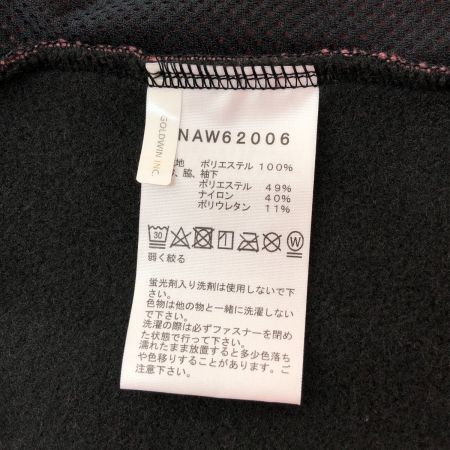 GOLDWIN INC.
NAW62006
地 ポリエステル 100%
、脇、袖下
ポリエステル 49%
ナイロン 40%
ポリウレタン 11%
30
W
弱く絞る
蛍光剤入り洗剤は使用しないで下
さい。
色物は他の物と一緒に洗濯しない
で下さい。
洗濯の際は必ずファスナーを閉め
た状態で行って下さい。
濡れたまま放置すると多少色落ち
や色移りすることがあります。ご
注意下さい。